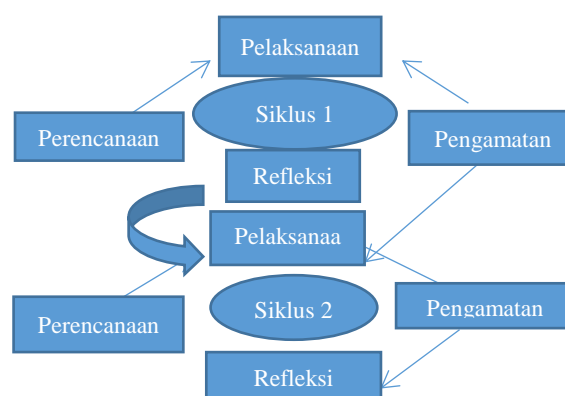 Pelaksanaan
Siklus 1
Perencanaan
Pengamatan
Refleksi
Pelaksanaa
Siklus 2
Perencanaan
Pengamatan
Refleksi